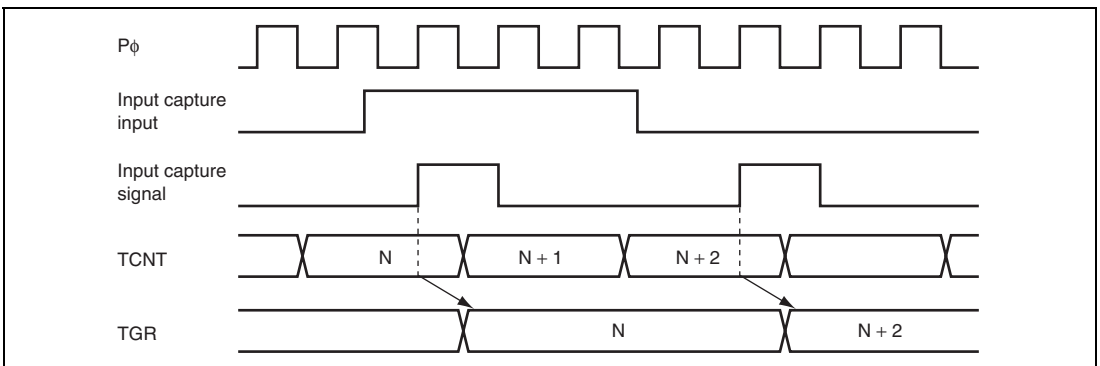 Pϕ
Input capture
input
Input capture
signal
TCNT
N
N + 1
N + 2
TGR
N
N + 2